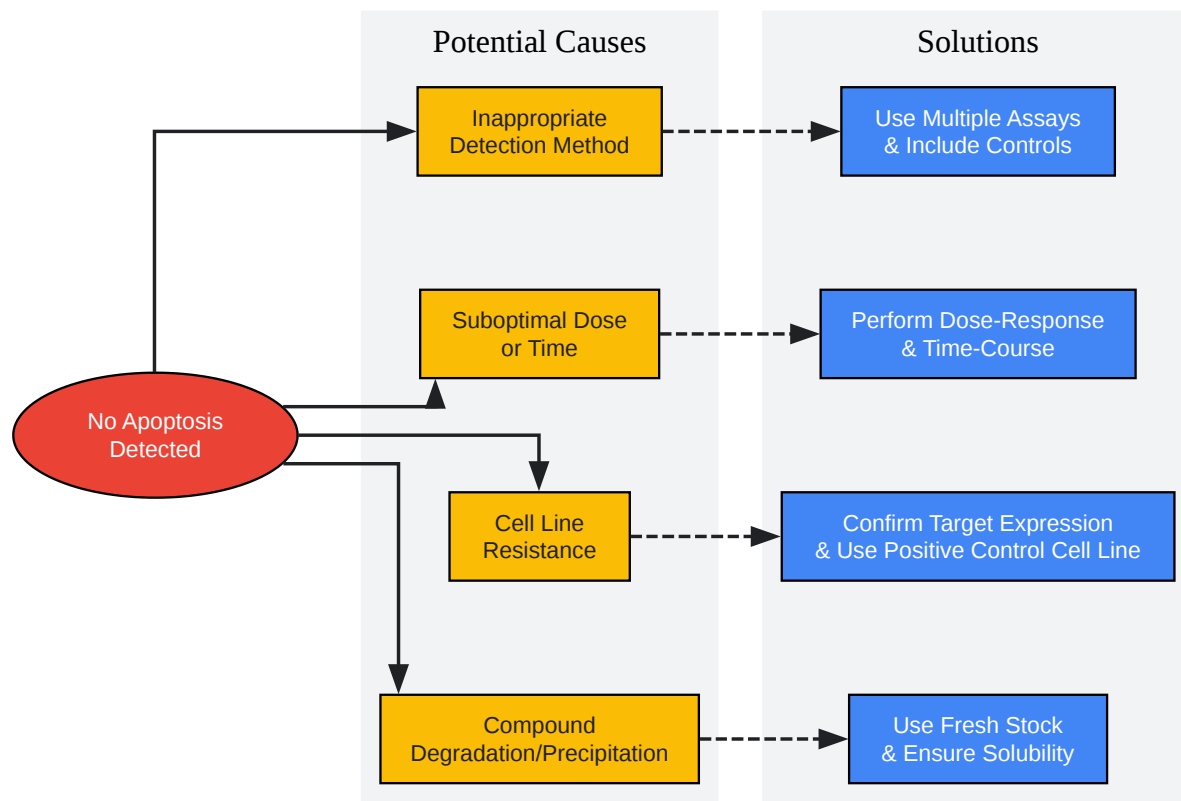 Potential Causes
Solutions
Inappropriate
Detection Method
Use Multiple Assays
& Include Controls
Suboptimal Dose
or Time
Perform Dose-Response
& Time-Course
No Apoptosis
Detected
Cell Line
Resistance
Confirm Target Expression
& Use Positive Control Cell Line
Compound
Degradation/Precipitation
Use Fresh Stock
& Ensure Solubility